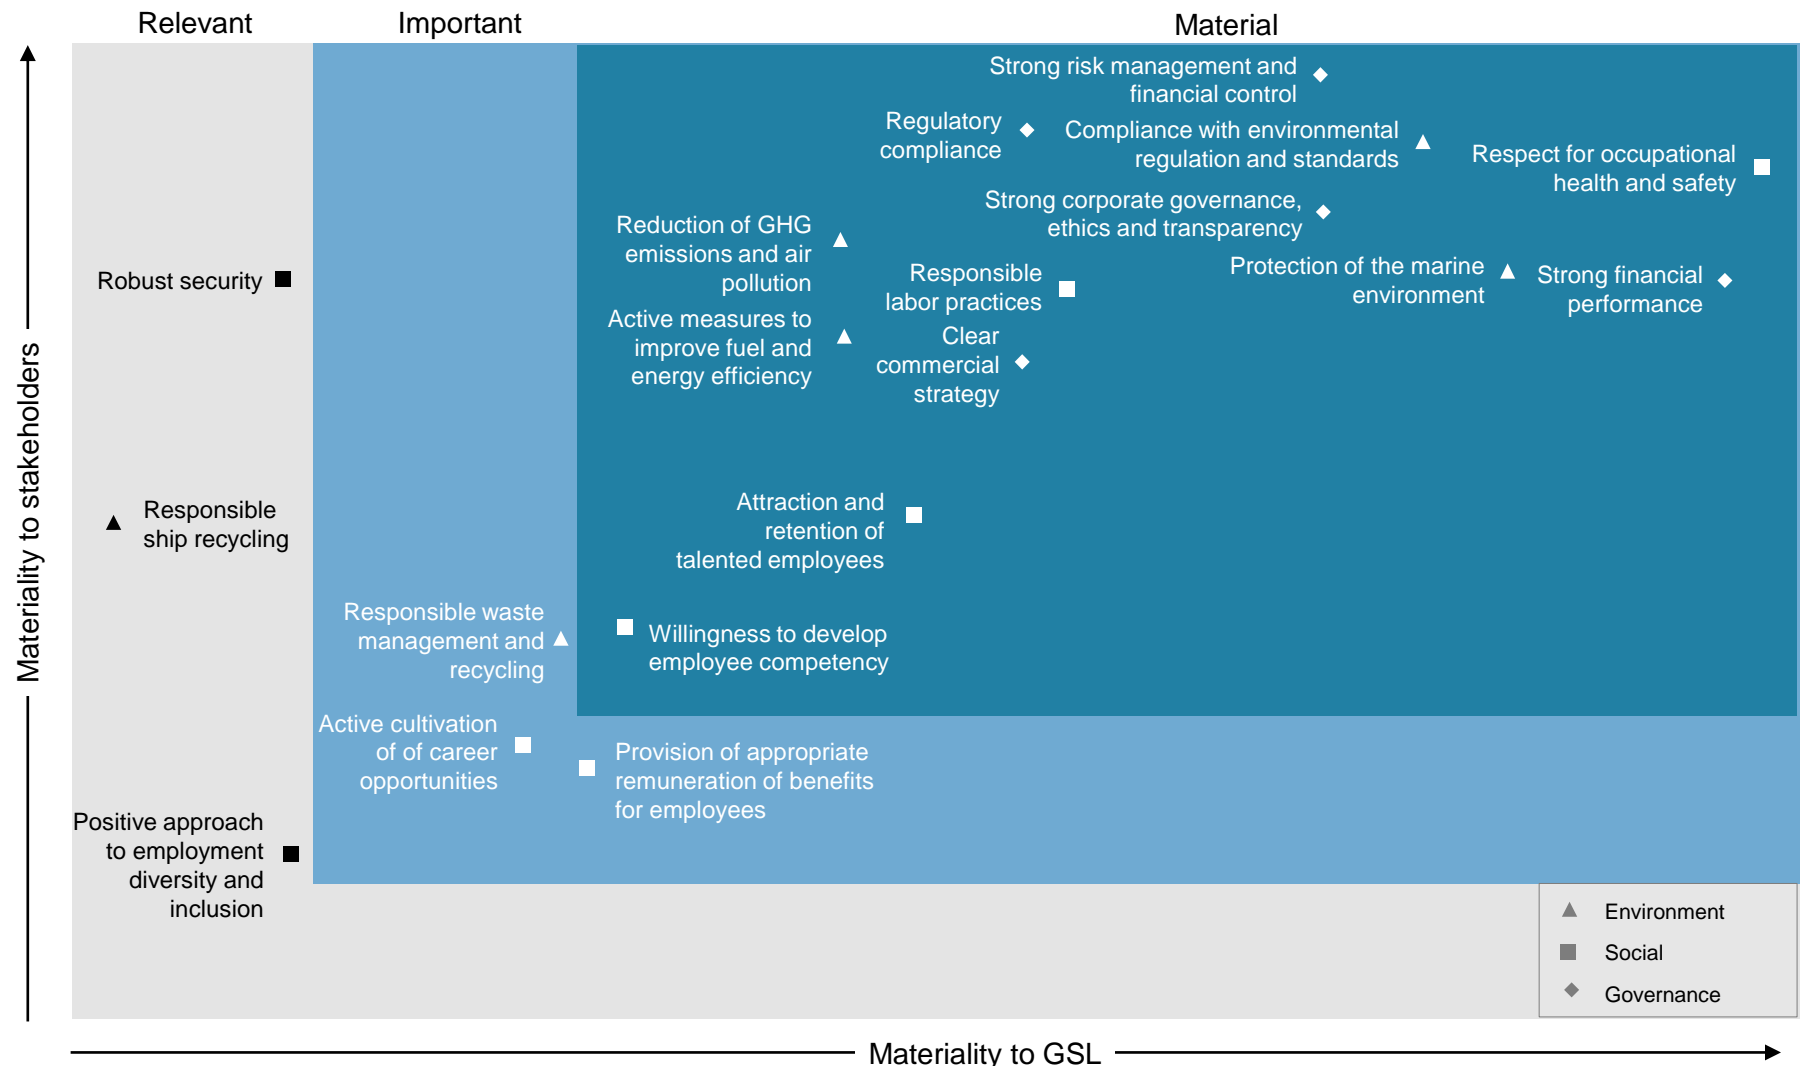 Relevant
Important
Material
Strong risk management and
financial control
Regulatory
compliance
Compliance with environmental
regulation and standards
Respect for occupational
health and safety
Strong corporate governance,
ethics and transparency
Reduction of GHG
emissions and air
pollution
Robust security
Responsible
labor practices
Protection of the marine
environment
Strong financial
performance
Active measures to
improve fuel and
energy efficiency
Clear
commercial
strategy
Materiality to stakeholders
Responsible
ship recycling
Attraction and
retention of
talented employees
Responsible waste
management and
recycling
Willingness to develop
employee competency
Active cultivation
of of career
opportunities
Provision of appropriate
remuneration of benefits
for employees
Positive approach
to employment
diversity and
inclusion
Environment
Social
Governance
Materiality to GSL